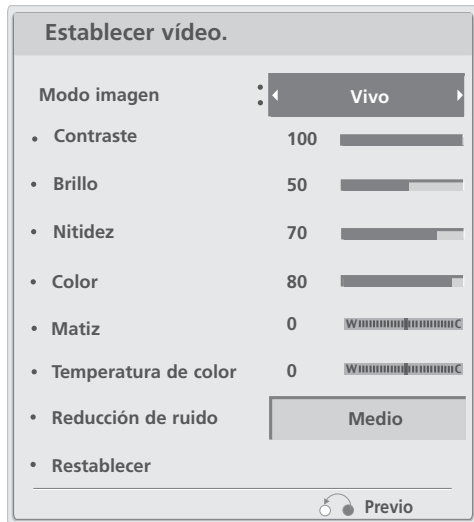 Establecer vídeo.
Modo imagen : Vivo
• Contraste 100
• Brillo 50
• Nitidez 70
• Color 80
• Matiz 0 W C
• Temperatura de color 0 W C
• Reducción de ruido Medio
• Restablecer
Previo